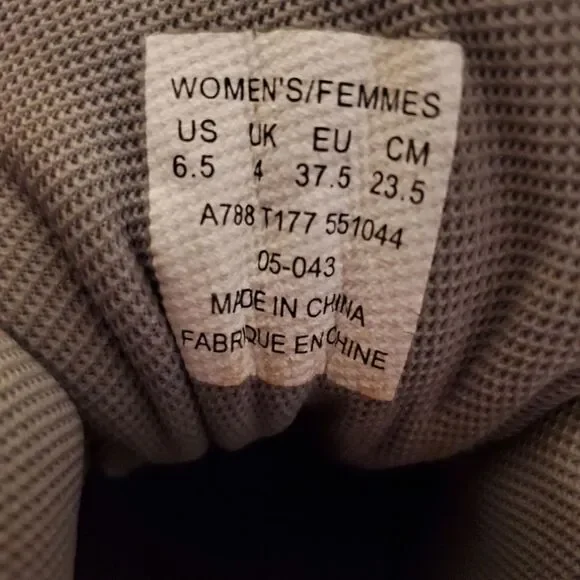 WOMEN'S/FEMMES
US UK EU CM
6.5 4 37.5 23.5
A788 T177 551044
05-043
MADE IN CHINA
FABRIQUE EN CHINE